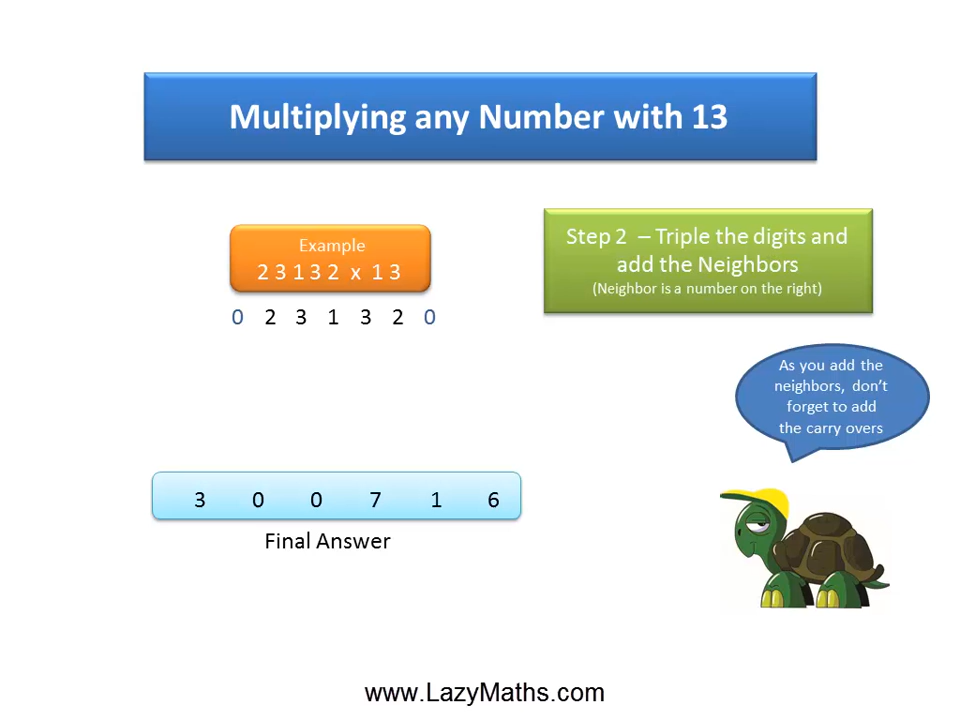 Multiplying any Number with 13
Example
2 3 1 3 2 x 1 3
0 2 3 1 3 2 0
Step 2 – Triple the digits and
add the Neighbors
(Neighbor is a number on the right)
As you add the
neighbors, don't
forget to add
the carry overs
3 0 0 7 1 6
Final Answer
www.LazyMaths.com